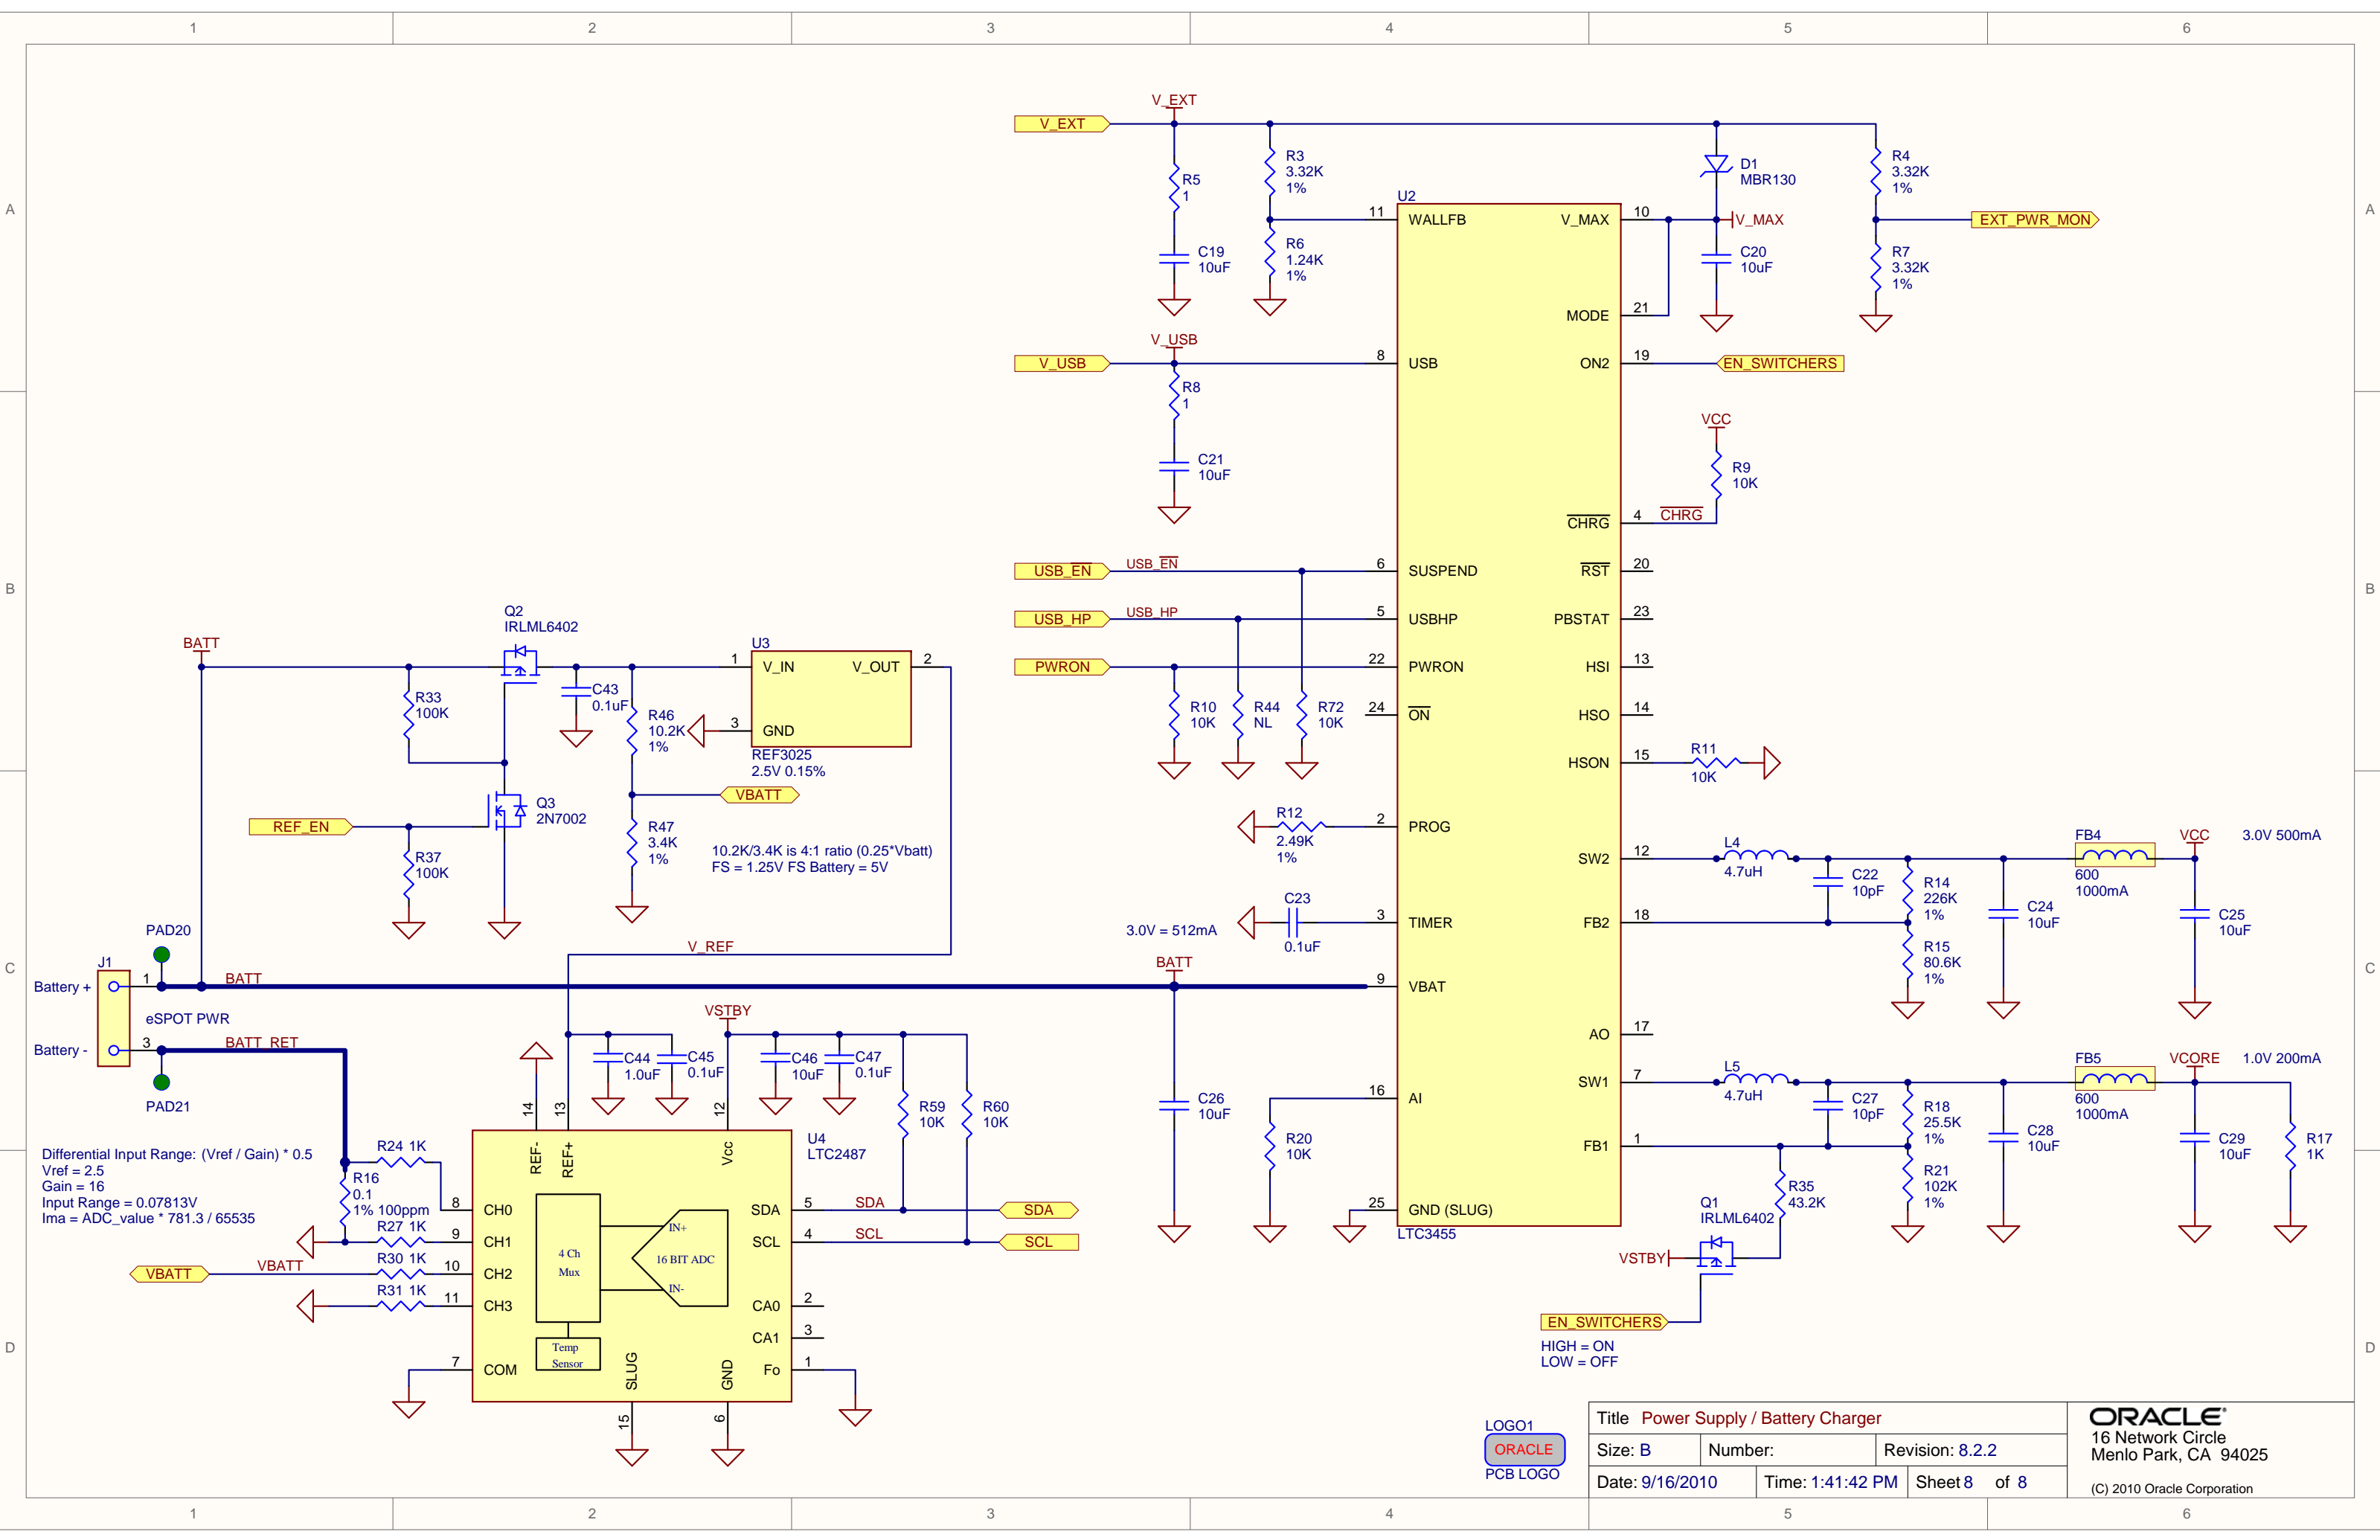 1 2 3 4 5 6
A
B
C
D
A
B
C
D
V_EXT
V_EXT
R5
1
C19
10uF
R3
3.32K
1%
R6
1.24K
1%
D1
MBR130
V_MAX
C20
10uF
R4
3.32K
1%
EXT_PWR_MON
R7
3.32K
1%
V_USB
V_USB
R8
1
C21
10uF
EN_SWITCHERS
VCC
R9
10K
CHRG
USB_EN
USB_EN
USB_HP
USB_HP
PWRON
R10
10K
R44
NL
R72
10K
R11
10K
R12
2.49K
1%
C23
0.1uF
3.0V = 512mA
BATT
C26
10uF
R20
10K
U2
11 WALLFB
8 USB
6 SUSPEND
5 USBHP
22 PWRON
24 ON
2 PROG
3 TIMER
9 VBAT
16 AI
25 GND (SLUG)
V_MAX 10
MODE 21
ON2 19
CHRG 4
RST 20
PBSTAT 23
HSI 13
HSO 14
HSON 15
SW2 12
FB2 18
AO 17
SW1 7
FB1 1
LTC3455
L4
4.7uH
C22
10pF
R14
226K
1%
R15
80.6K
1%
C24
10uF
FB4
600
1000mA
VCC
3.0V 500mA
C25
10uF
L5
4.7uH
C27
10pF
R18
25.5K
1%
R21
102K
1%
C28
10uF
FB5
600
1000mA
VCORE
1.0V 200mA
C29
10uF
R17
1K
R35
43.2K
Q1
IRLML6402
VSTBY
EN_SWITCHERS
HIGH = ON
LOW = OFF
BATT
Q2
IRLML6402
R33
100K
C43
0.1uF
R46
10.2K
1%
U3
1 V_IN
V_OUT 2
3 GND
REF3025
2.5V 0.15%
VBATT
Q3
2N7002
REF_EN
R37
100K
R47
3.4K
1%
10.2K/3.4K is 4:1 ratio (0.25*Vbatt)
FS = 1.25V FS Battery = 5V
V_REF
PAD20
J1
Battery +
1
BATT
eSPOT PWR
Battery -
3
BATT_RET
PAD21
VSTBY
C44
1.0uF
C45
0.1uF
C46
10uF
C47
0.1uF
R59
10K
R60
10K
Differential Input Range: (Vref / Gain) * 0.5
Vref = 2.5
Gain = 16
Input Range = 0.07813V
Ima = ADC_value * 781.3 / 65535
R24 1K
R16
0.1
1% 100ppm
R27 1K
R30 1K
R31 1K
VBATT
VBATT
U4
LTC2487
14 REF-
13 REF+
12 Vcc
8 CH0
9 CH1
10 CH2
11 CH3
7 COM
SDA 5
SCL 4
CA0 2
CA1 3
Fo 1
SLUG 15
GND 6
4 Ch
Mux
IN+
16 BIT ADC
IN-
Temp
Sensor
SDA
SDA
SCL
SCL
LOGO1
ORACLE
PCB LOGO
Title Power Supply / Battery Charger
Size: B
Number:
Revision: 8.2.2
Date: 9/16/2010
Time: 1:41:42 PM
Sheet 8 of 8
ORACLE®
16 Network Circle
Menlo Park, CA 94025
(C) 2010 Oracle Corporation
1 2 3 4 5 6